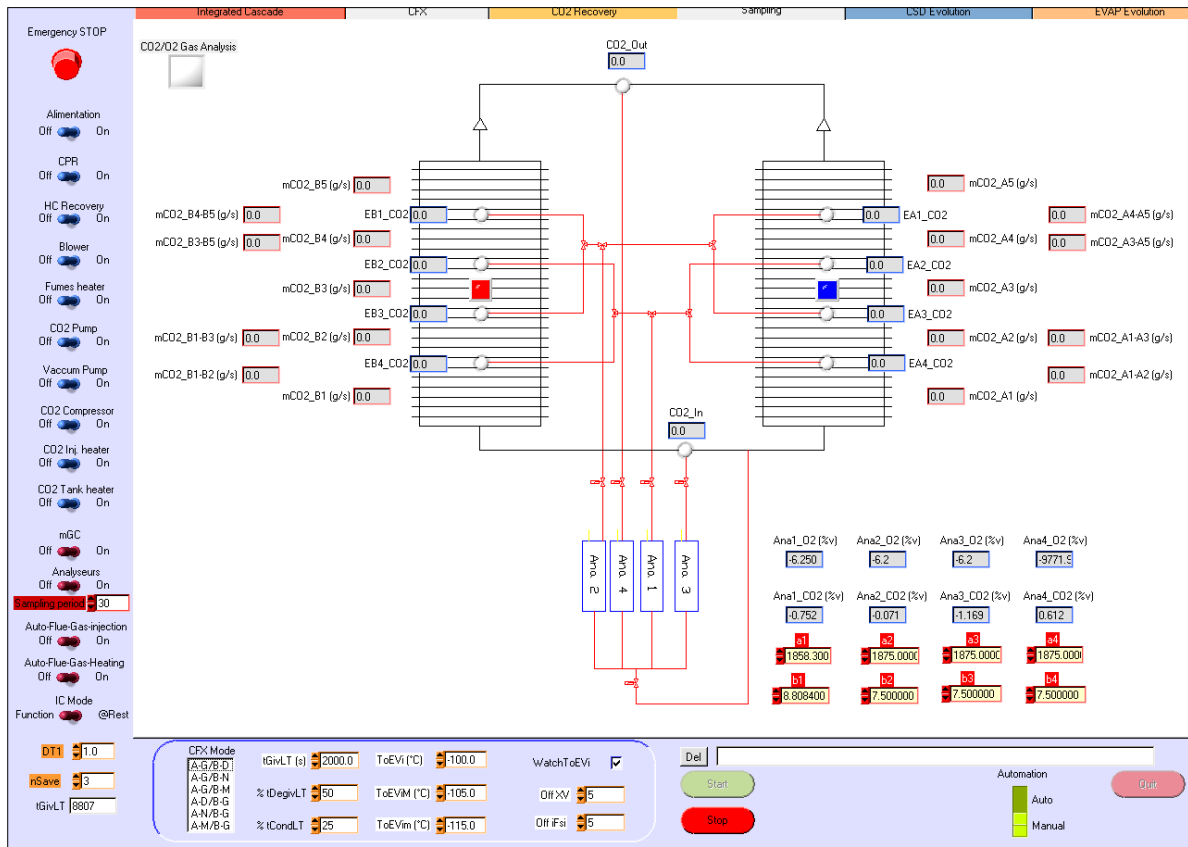 Integrated Cascade CFX CO2 Recovery Sampling CSD Evolution EVAP Evolution
Emergency STOP
CO2/O2 Gas Analysis
CO2_Out
0.0
Alimentation
Off On
CPR
Off On
HC Recovery
Off On
Blower
Off On
Fumes heater
Off On
CO2 Pump
Off On
Vaccum Pump
Off On
CO2 Compressor
Off On
CO2 Inj. heater
Off On
CO2 Tank heater
Off On
mGC
Off On
Analyseurs
Off On
Sampling period 30
Auto-Flue-Gas-injection
Off On
Auto-Flue-Gas-Heating
Off On
IC Mode
Function @Rest
DT1 1.0
nSave 3
tGivLT 8807
mCO2_B5 (g/s) 0.0
mCO2_B4-B5 (g/s) 0.0
EB1_CO2 0.0
mCO2_B3-B5 (g/s) 0.0
mCO2_B4 (g/s) 0.0
EB2_CO2 0.0
mCO2_B3 (g/s) 0.0
EB3_CO2 0.0
mCO2_B1-B3 (g/s) 0.0
mCO2_B2 (g/s) 0.0
EB4_CO2 0.0
mCO2_B1-B2 (g/s) 0.0
mCO2_B1 (g/s) 0.0
0.0 mCO2_A5 (g/s)
0.0 EA1_CO2
0.0 mCO2_A4-A5 (g/s)
0.0 mCO2_A4 (g/s)
0.0 mCO2_A3-A5 (g/s)
0.0 EA2_CO2
0.0 mCO2_A3 (g/s)
0.0 EA3_CO2
0.0 mCO2_A2 (g/s)
0.0 mCO2_A1-A3 (g/s)
0.0 EA4_CO2
0.0 mCO2_A1-A2 (g/s)
0.0 mCO2_A1 (g/s)
CO2_In
0.0
Ana. 2 Ana. 4 Ana. 1 Ana. 3
Ana1_O2 (%v) Ana2_O2 (%v) Ana3_O2 (%v) Ana4_O2 (%v)
-6.250 -6.2 -6.2 -9771.9
Ana1_CO2 (%v) Ana2_CO2 (%v) Ana3_CO2 (%v) Ana4_CO2 (%v)
-0.752 -0.071 -1.169 0.612
a1 a2 a3 a4
1858.300 1875.000 1875.000 1875.000
b1 b2 b3 b4
8.808400 7.500000 7.500000 7.500000
CFX Mode
A-G/B-D
A-G/B-N
A-G/B-M
A-D/B-G
A-N/B-G
A-M/B-G
tGivLT (s) 2000.0
% tDegivLT 50
% tCondLT 25
ToEVi (°C) -100.0
ToEViM (°C) -105.0
ToEVim (°C) -115.0
WatchToEVi
Off XV 5
Off iFsi 5
Del
Start
Stop
Automation
Auto
Manual
Quir